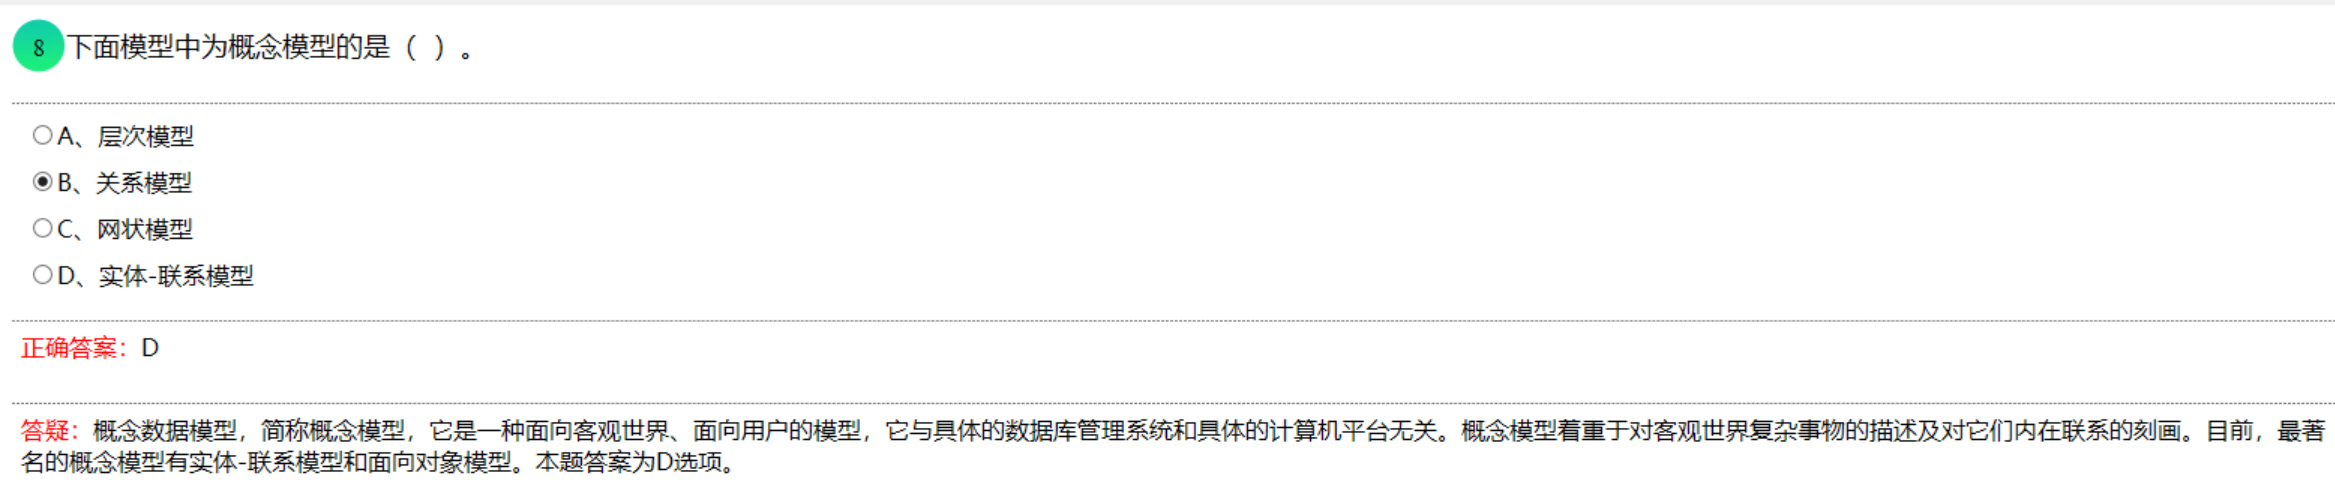 8 下面模型中为概念模型的是（ ）。
A、层次模型
B、关系模型
C、网状模型
D、实体-联系模型
正确答案：D
答疑：概念数据模型，简称概念模型，它是一种面向客观世界、面向用户的模型，它与具体的数据库管理系统和具体的计算机平台无关。概念模型着重于对客观世界复杂事物的描述及对它们内在联系的刻画。目前，最著
名的概念模型有实体-联系模型和面向对象模型。本题答案为D选项。